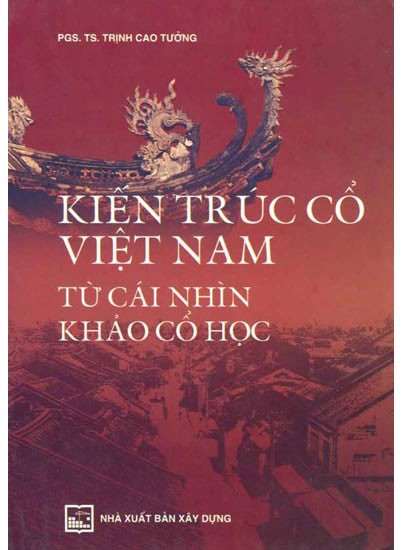 PGS. TS. TRỊNH CAO TƯỞNG
KIẾN TRÚC CỔ
VIỆT NAM
TỪ CÁI NHÌN
KHẢO CỔ HỌC
NHÀ XUẤT BẢN XÂY DỰNG